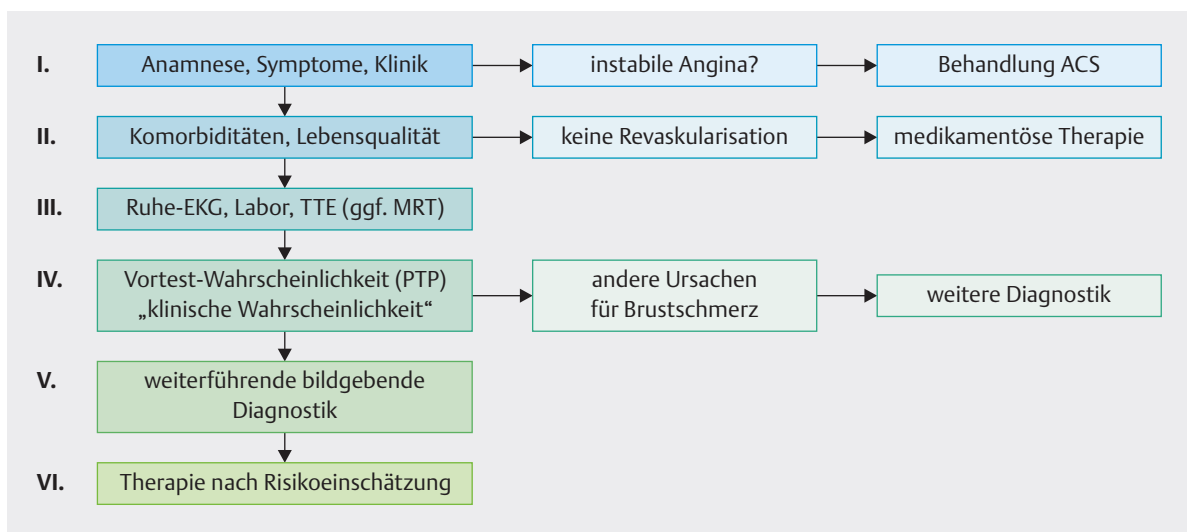 I. Anamnese, Symptome, Klinik instabile Angina? Behandlung ACS
II. Komorbiditäten, Lebensqualität keine Revaskularisation medikamentöse Therapie
III. Ruhe-EKG, Labor, TTE (ggf. MRT)
IV. Vortest-Wahrscheinlichkeit (PTP)
„klinische Wahrscheinlichkeit“
andere Ursachen
für Brustschmerz
weitere Diagnostik
V. weiterführende bildgebende
Diagnostik
VI. Therapie nach Risikoeinschätzung